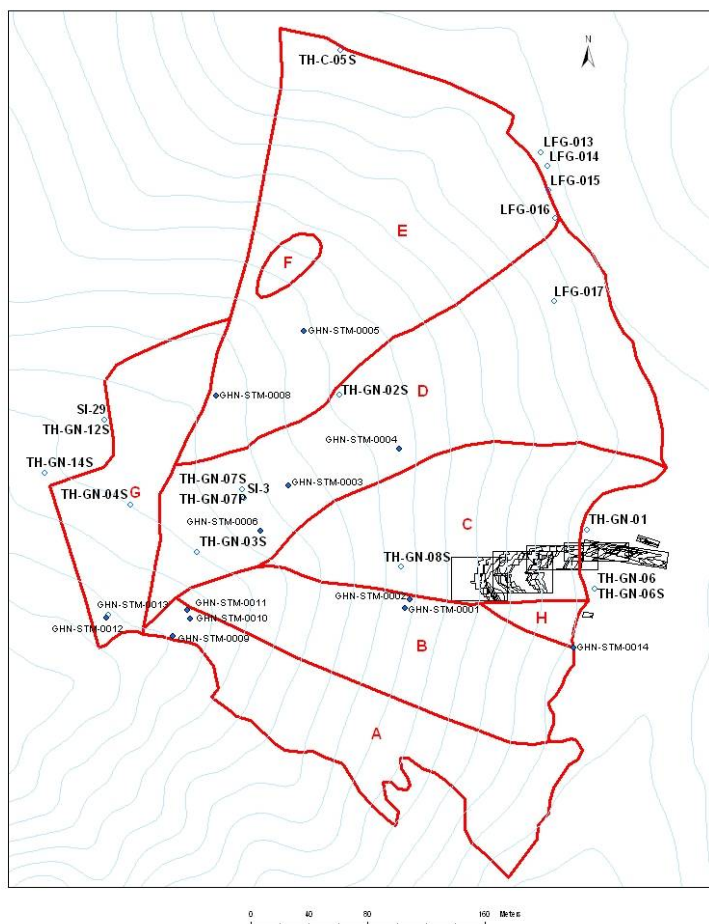 N
TH-C-05S
LFG-013
LFG-014
LFG-015
LFG-016
E
F
LFG-017
GHN-STM-0005
D
TH-GN-02S
GHN-STM-0008
SI-29
TH-GN-12S
GHN-STM-0004
TH-GN-14S
TH-GN-07S
SI-3
GHN-STM-0003
TH-GN-07P
G
TH-GN-04S
C
TH-GN-01
GHN-STM-0006
TH-GN-03S
TH-GN-08S
TH-GN-06
TH-GN-06S
GHN-STM-0002
GHN-STM-0001
GHN-STM-0013
GHN-STM-0011
GHN-STM-0010
GHN-STM-0012
H
GHN-STM-0009
B
GHN-STM-0014
A
0 40 80 160 Meters